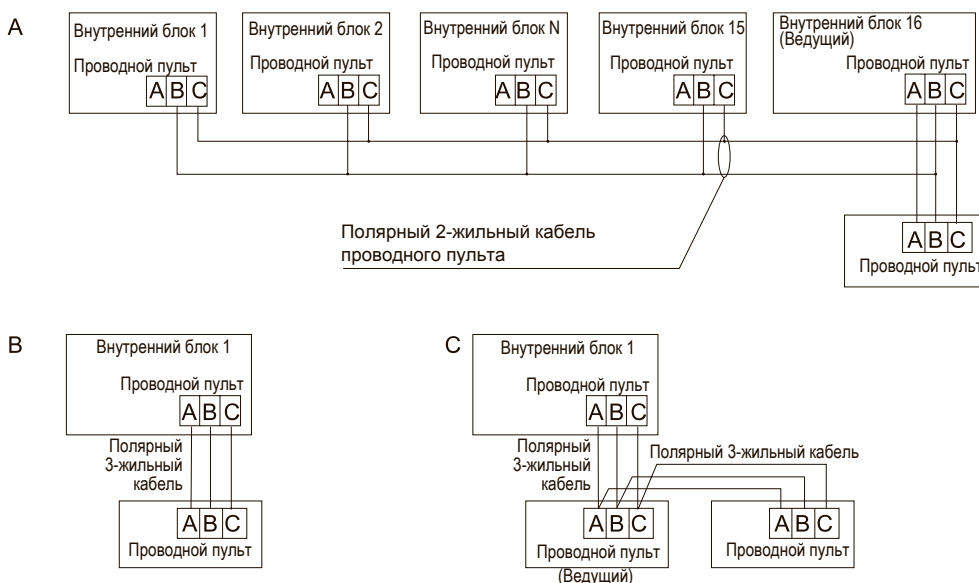 A
Внутренний блок 1
Проводной пульт
A B C
Внутренний блок 2
Проводной пульт
A B C
Внутренний блок N
Проводной пульт
A B C
Внутренний блок 15
Проводной пульт
A B C
Внутренний блок 16
(Ведущий)
Проводной пульт
A B C
Полярный 2-жильный кабель
проводного пульта
A B C
Проводной пульт
B
Внутренний блок 1
Проводной пульт
A B C
Полярный
3-жильный
кабель
A B C
Проводной пульт
C
Внутренний блок 1
Проводной пульт
A B C
Полярный
3-жильный
кабель
Полярный 3-жильный кабель
A B C
Проводной пульт
(Ведущий)
A B C
Проводной пульт